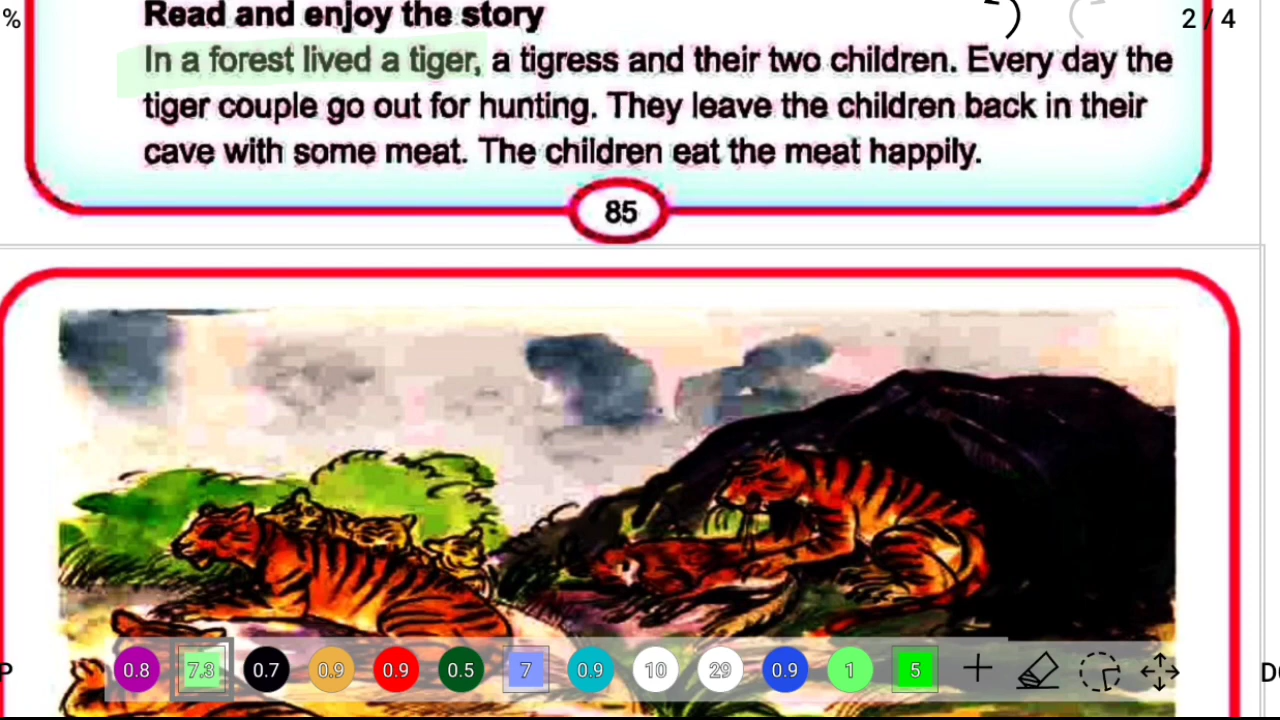 %
2 / 4
Read and enjoy the story
In a forest lived a tiger, a tigress and their two children. Every day the
tiger couple go out for hunting. They leave the children back in their
cave with some meat. The children eat the meat happily.
85
0.8 7.3 0.7 0.9 0.9 0.5 7 0.9 10 29 0.9 1 5